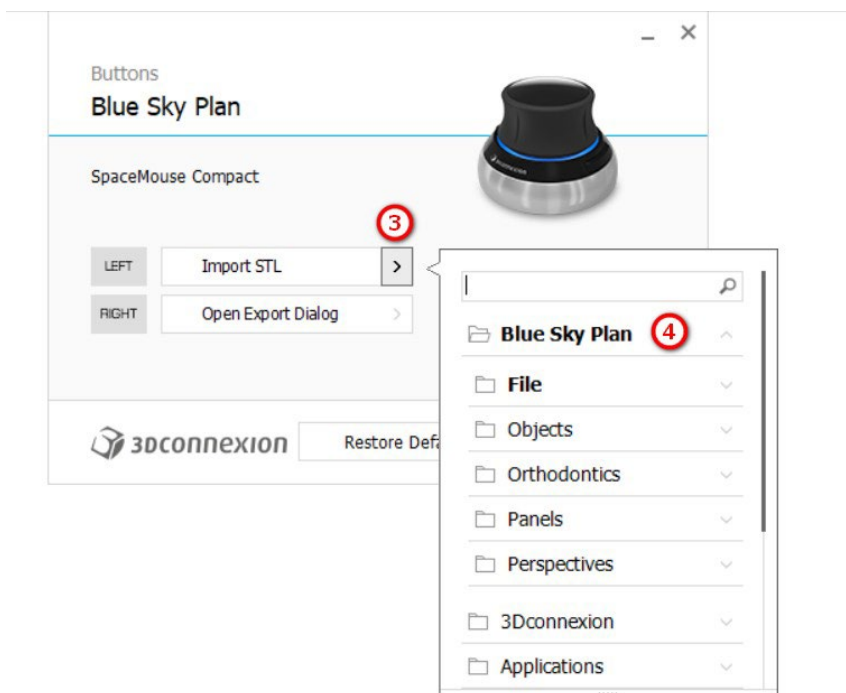 Buttons
Blue Sky Plan
SpaceMouse Compact
3
LEFT Import STL >
RIGHT Open Export Dialog >
4
Blue Sky Plan
File
Objects
Orthodontics
Panels
Perspectives
3Dconnexion
Applications
3Dconnexion
Restore Defa